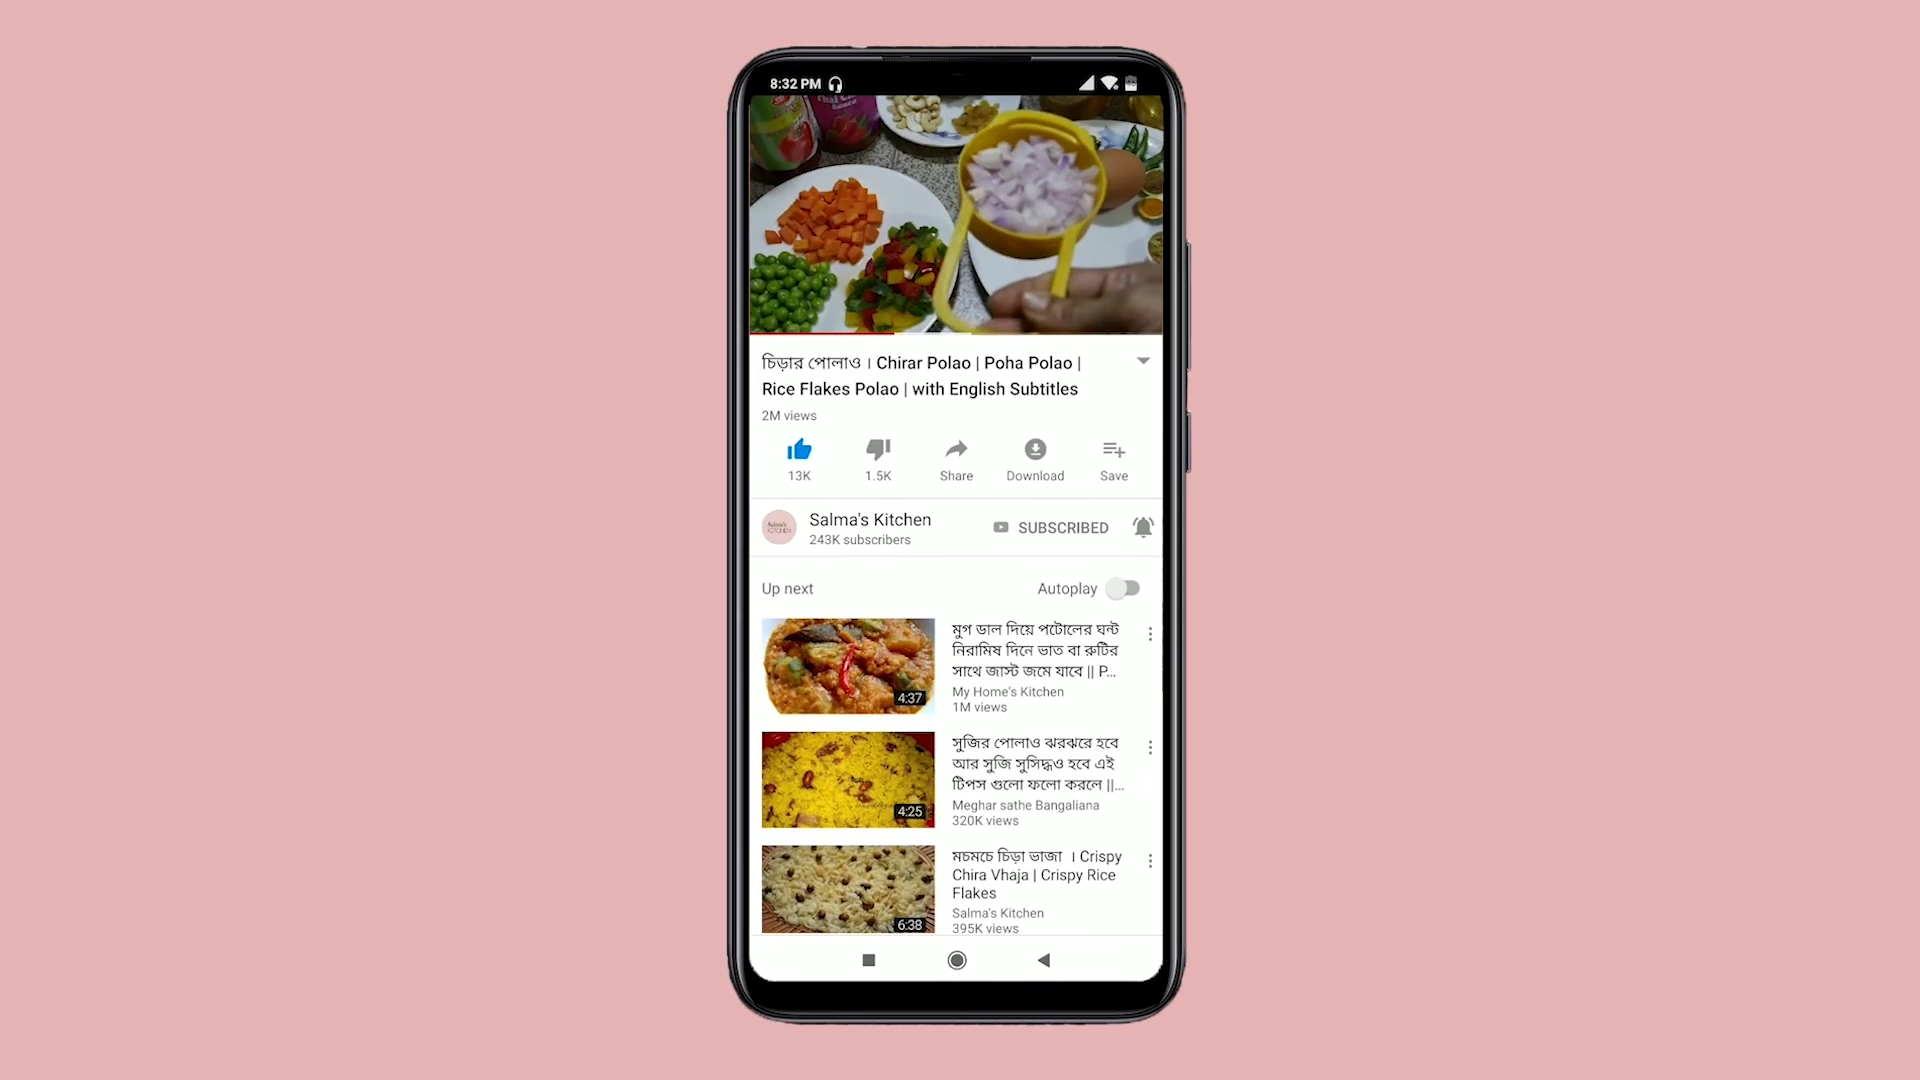 8:32 PM
Sauce
চিড়ার পোলাও । Chirar Polao | Poha Polao |
Rice Flakes Polao | with English Subtitles
2M views
13K
1.5K
Share
Download
Save
Salma's
KITCHEN
Salma's Kitchen
243K subscribers
SUBSCRIBED
Up next
Autoplay
মুগ ডাল দিয়ে পটোলের ঘন্ট
নিরামিষ দিনে ভাত বা রুটির
সাথে জাস্ট জমে যাবে || P...
My Home's Kitchen
1M views
4:37
সুজির পোলাও ঝরঝরে হবে
আর সুজি সুসিদ্ধও হবে এই
টিপস গুলো ফলো করলে ||...
Meghar sathe Bangaliana
320K views
4:25
মচমচে চিড়া ভাজা । Crispy
Chira Vhaja | Crispy Rice
Flakes
Salma's Kitchen
395K views
6:38